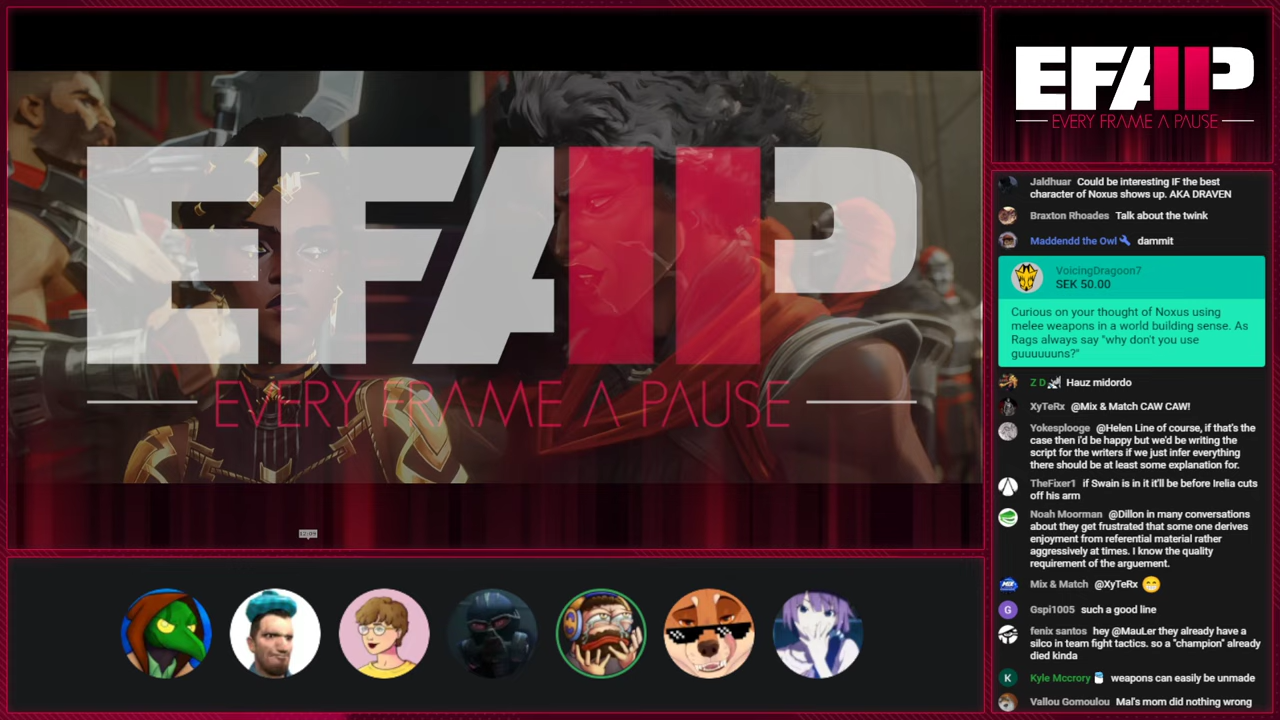 EFAP
EVERY FRAME A PAUSE
12:09
EFAP
EVERY FRAME A PAUSE
Jaldhuar Could be interesting IF the best
character of Noxus shows up. AKA DRAVEN
Braxton Rhoades Talk about the twink
Maddendd the Owl dammit
VoicingDragoon7
SEK 50.00
Curious on your thought of Noxus using
melee weapons in a world building sense. As
Rags always say "why don't you use
guuuuuuns?"
Z D Hauz midordo
XyTeRx @Mix & Match CAW CAW!
Yokesplooge @Helen Line of course, if that's the
case then i'd be happy but we'd be writing the
script for the writers if we just infer everything
there should be at least some explanation for.
TheFixer1 if Swain is in it it'll be before Irelia cuts
off his arm
Noah Moorman @Dillon in many conversations
about they get frustrated that some one derives
enjoyment from referential material rather
aggressively at times. I know the quality
requirement of the arguement.
Mix & Match @XyTeRx
G
Gspi1005 such a good line
fenix santos hey @MauLer they already have a
silco in team fight tactics. so a "champion" already
died kinda
K
Kyle Mccrory weapons can easily be unmade
Vallou Gomoulou Mal's mom did nothing wrong